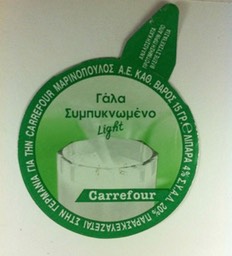 Γάλα
Συμπυκνωμένο
Light
Carrefour
ΠΑΡΑΣΚΕΥΑΖΕΤΑΙ ΣΤΗΝ ΓΕΡΜΑΝΙΑ ΓΙΑ ΤΗΝ CARREFOUR ΜΑΡΙΝΟΠΟΥΛΟΣ Α.Ε. ΚΑΘ. ΒΑΡΟΣ 15 ΓΡ. ΛΙΠΑΡΑ 4% Σ.Υ.Α.Λ. 20%